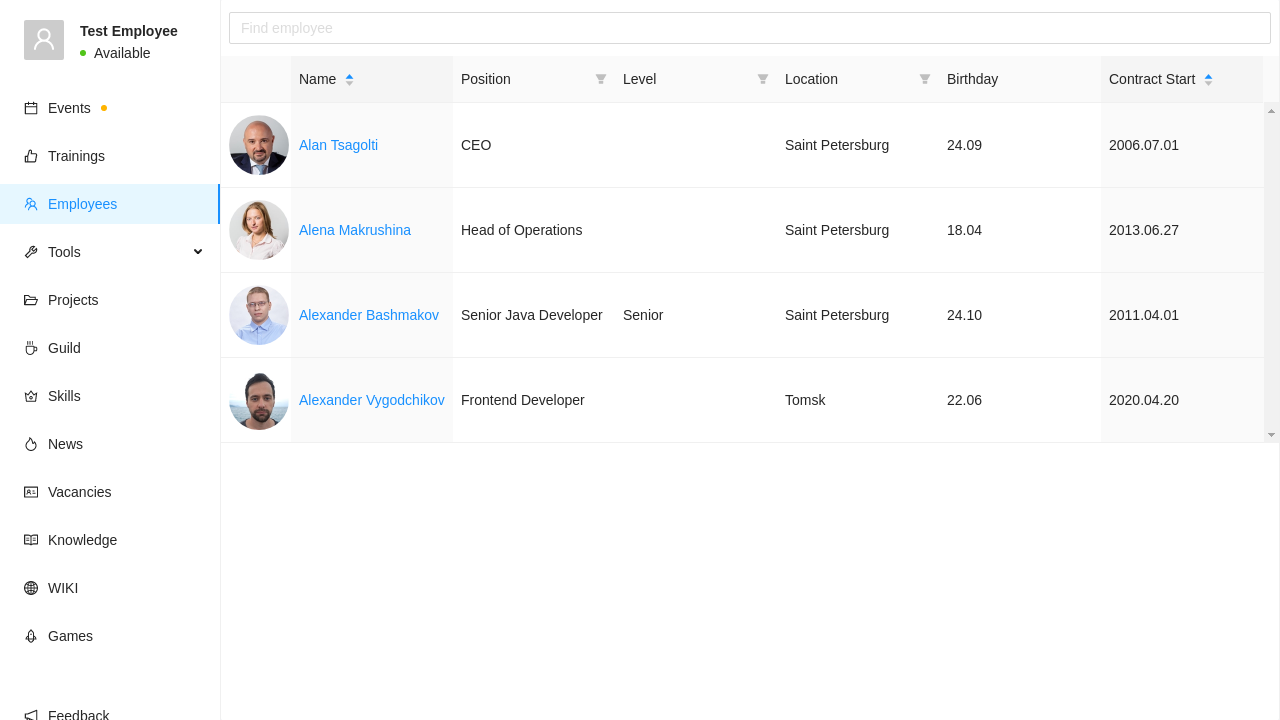 Test Employee
Available
Events
Trainings
Employees
Tools
Projects
Guild
Skills
News
Vacancies
Knowledge
WIKI
Games
Feedback
Find employee
Name Position Level Location Birthday Contract Start
Alan Tsagolti CEO Saint Petersburg 24.09 2006.07.01
Alena Makrushina Head of Operations Saint Petersburg 18.04 2013.06.27
Alexander Bashmakov Senior Java Developer Senior Saint Petersburg 24.10 2011.04.01
Alexander Vygodchikov Frontend Developer Tomsk 22.06 2020.04.20